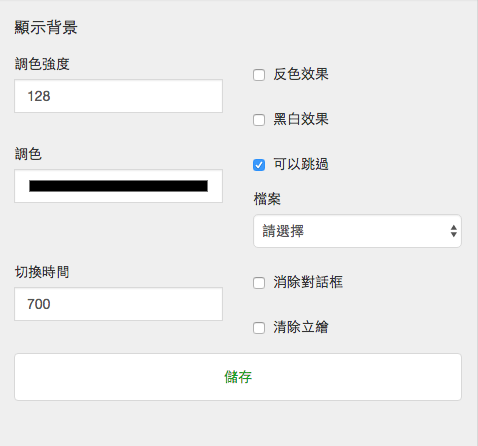 顯示背景
調色強度
128
調色
切換時間
700
反色效果
黑白效果
可以跳過
檔案
請選擇
消除對話框
清除立繪
儲存